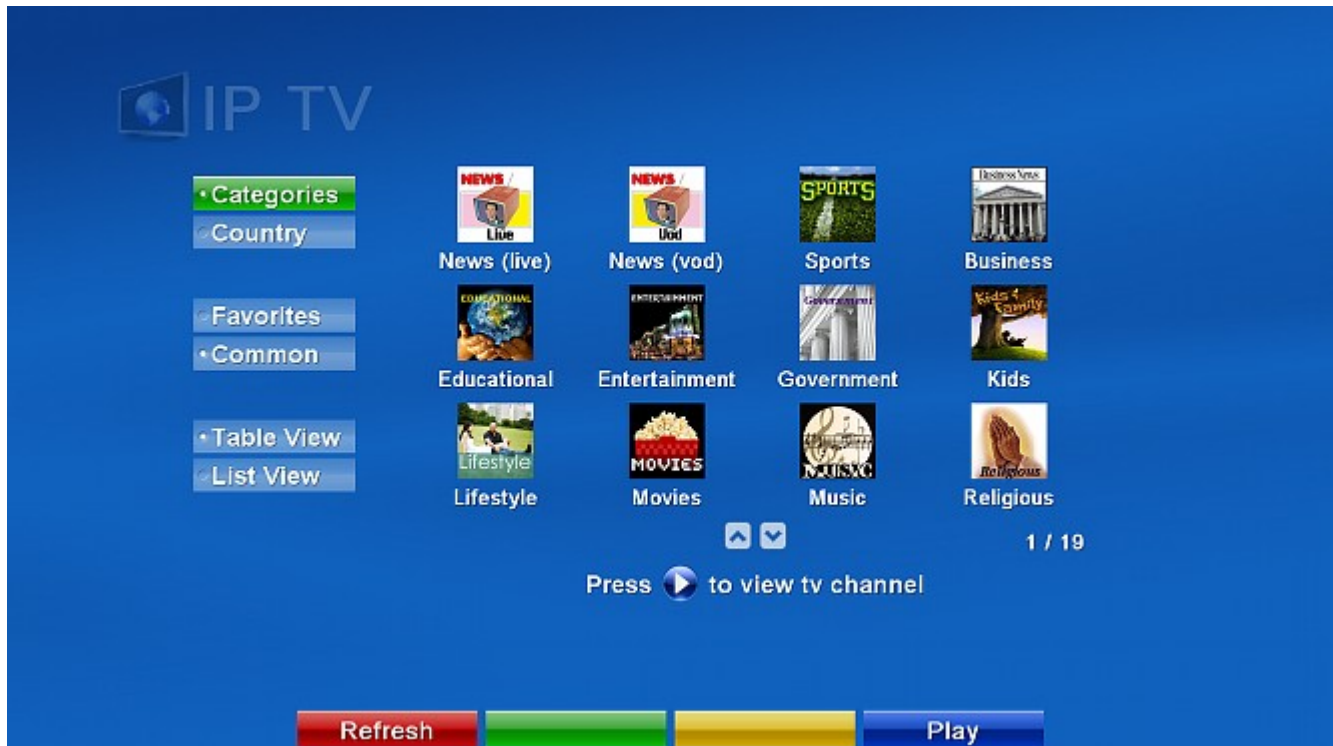 IP TV
Categories
Country
Favorites
Common
Table View
List View
NEWS
Live
NEWS
Vod
SPORTS
Business News
News (live) News (vod) Sports Business
EDUCATIONAL
ENTERTAINMENT
Government
Kids & Family
Educational Entertainment Government Kids
Lifestyle
MOVIES
MUSIC
Religious
Lifestyle Movies Music Religious
1 / 19
Press to view tv channel
Refresh Play